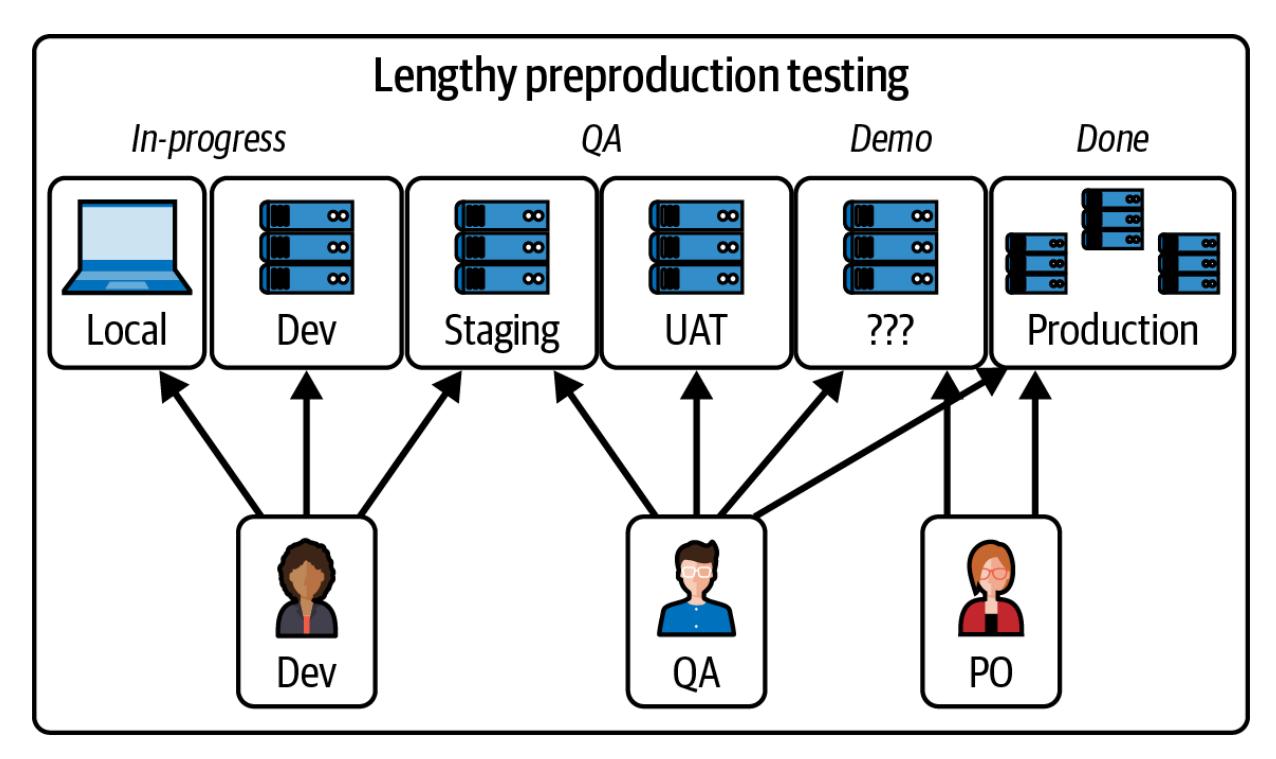 Lengthy preproduction testing
In-progress QA Demo Done
Local Dev Staging UAT ??? Production
Dev QA PO